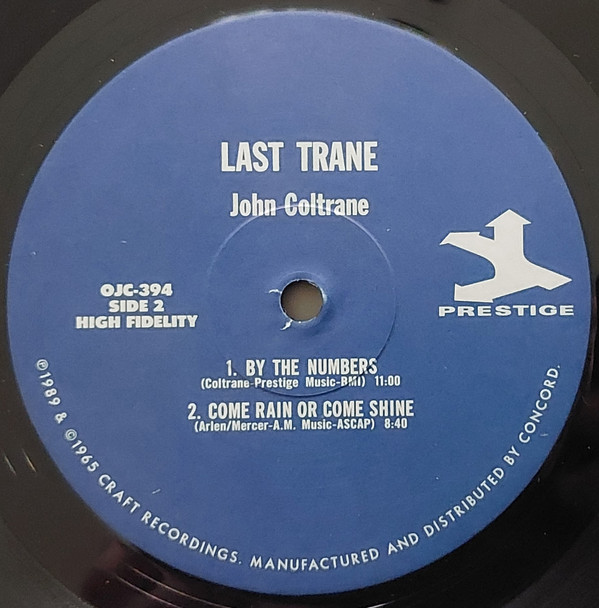 LAST TRANE
John Coltrane
PRESTIGE
OJC-394
SIDE 2
HIGH FIDELITY
1. BY THE NUMBERS
(Coltrane-Prestige Music-BMI) 11:00
2. COME RAIN OR COME SHINE
(Arlen/Mercer-A.M. Music-ASCAP) 8:40
℗1989 & ©1965 CRAFT RECORDINGS. MANUFACTURED AND DISTRIBUTED BY CONCORD.